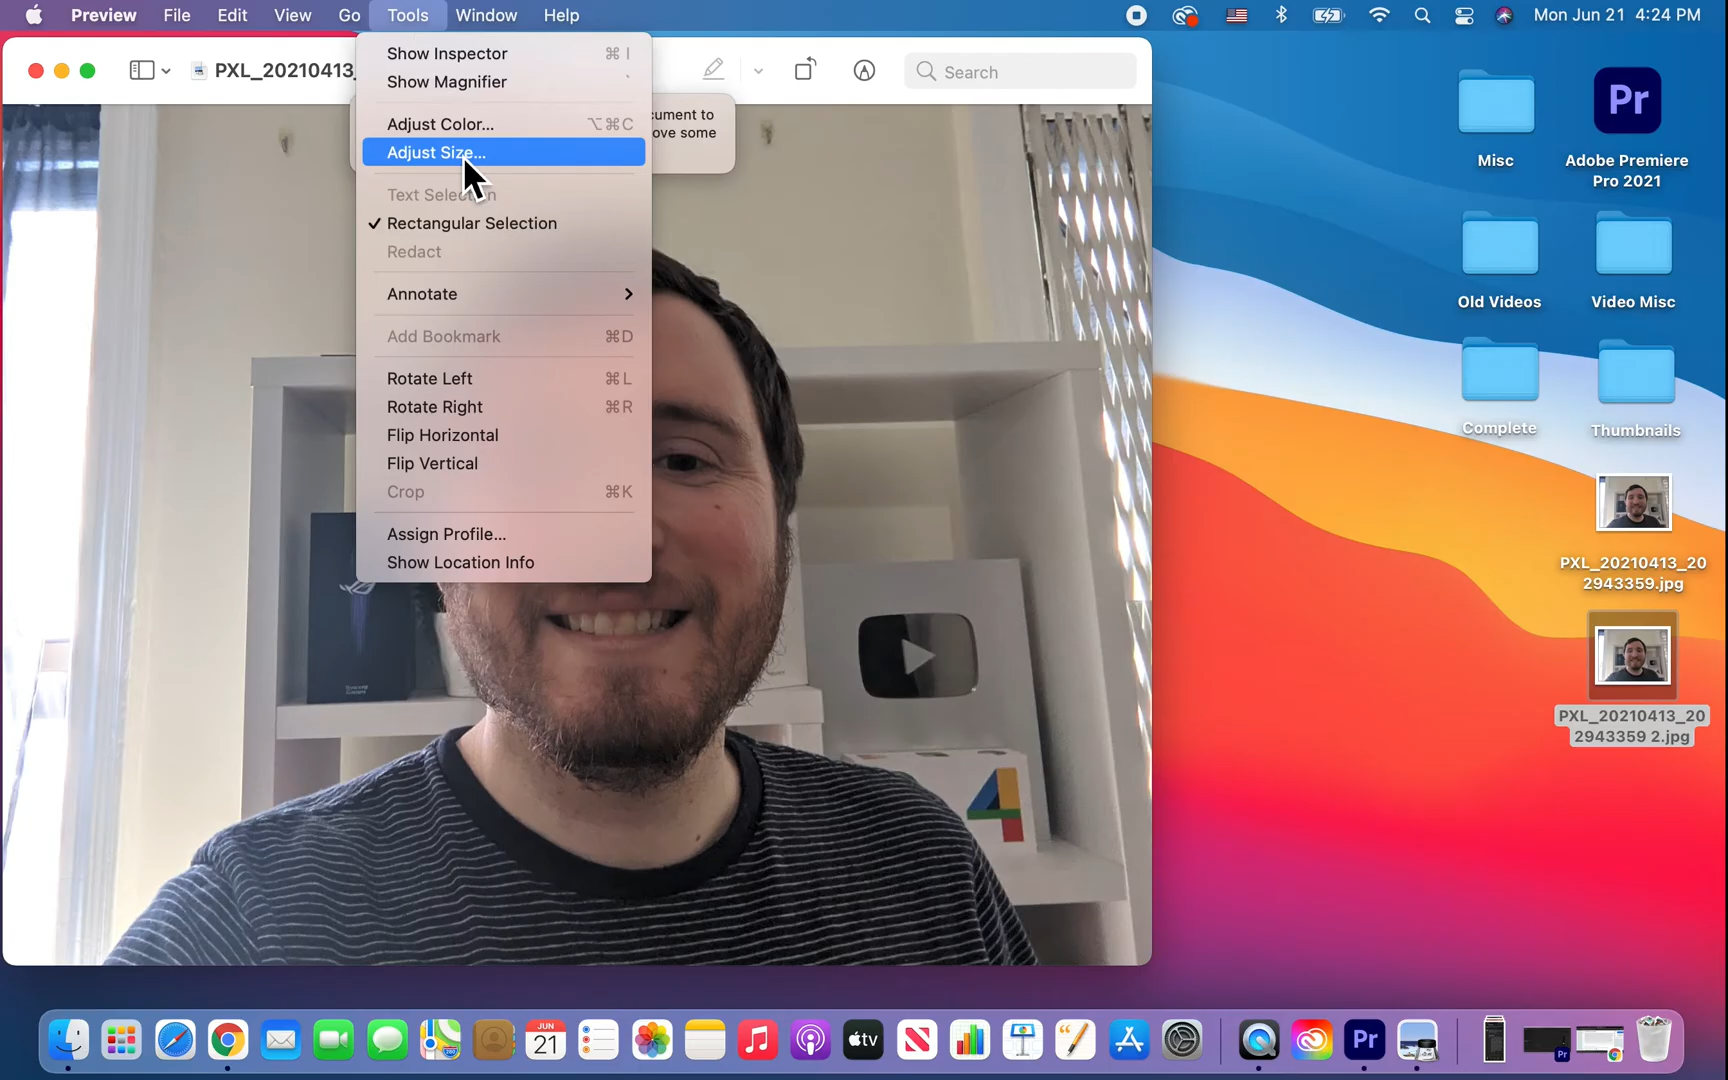 Preview File Edit View Go Tools Window Help
Mon Jun 21 4:24 PM
PXL_20210413_
Search
Show Inspector ⌘ I
Show Magnifier `
Adjust Color... ⌥⌘C
Adjust Size...
Text Selection
✓ Rectangular Selection
Redact
Annotate >
Add Bookmark ⌘D
Rotate Left ⌘L
Rotate Right ⌘R
Flip Horizontal
Flip Vertical
Crop ⌘K
Assign Profile...
Show Location Info
cument to
ove some
Pr
Misc
Adobe Premiere
Pro 2021
Old Videos
Video Misc
Complete
Thumbnails
PXL_20210413_20
2943359.jpg
PXL_20210413_20
2943359 2.jpg
4
JUN
21
tv
Pr